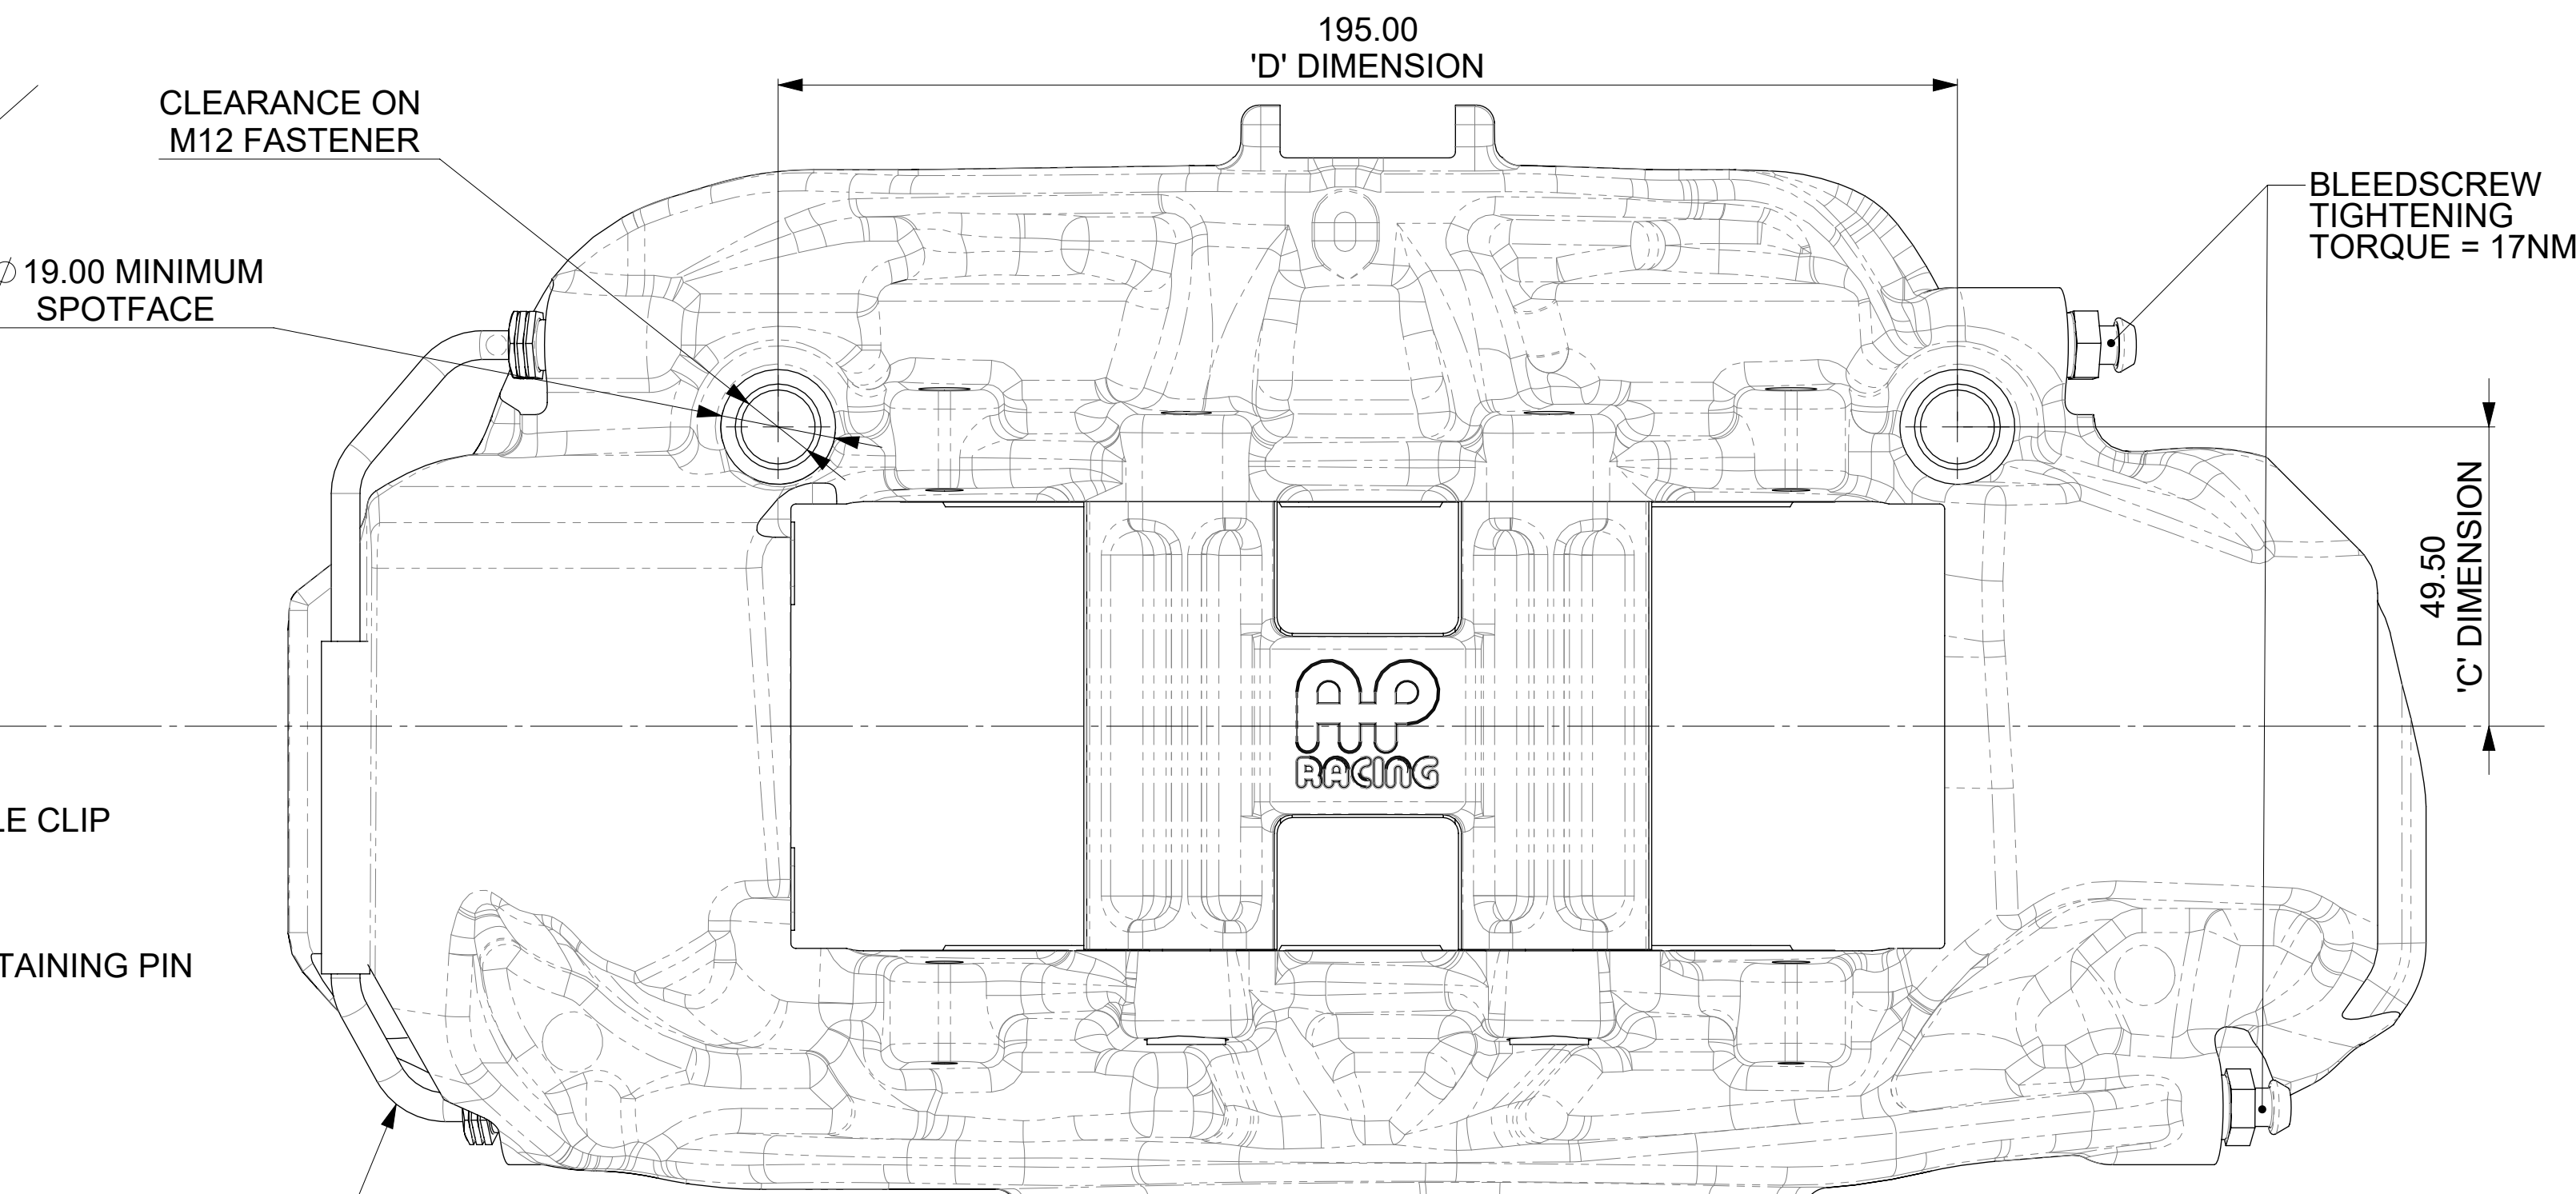 195.00
'D' DIMENSION
CLEARANCE ON
M12 FASTENER
BLEEDSCREW
TIGHTENING
TORQUE = 17NM
∅ 19.00 MINIMUM
SPOTFACE
49.50
'C' DIMENSION
AP
RACING
LE CLIP
TAINING PIN